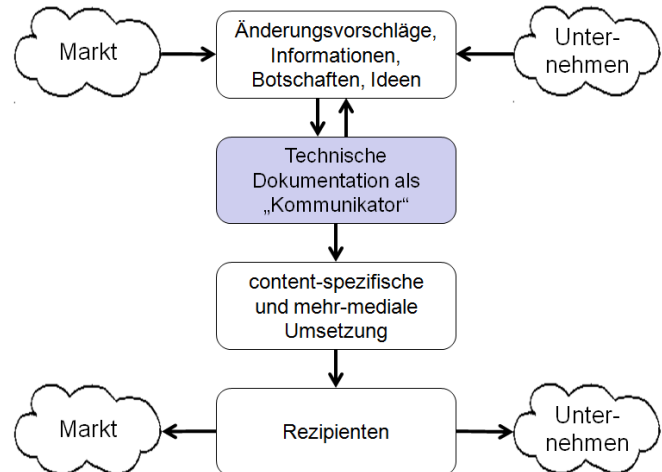 Markt
Änderungsvorschläge,
Informationen,
Botschaften, Ideen
Unter-
nehmen
Technische
Dokumentation als
„Kommunikator“
content-spezifische
und mehr-mediale
Umsetzung
Markt
Rezipienten
Unter-
nehmen